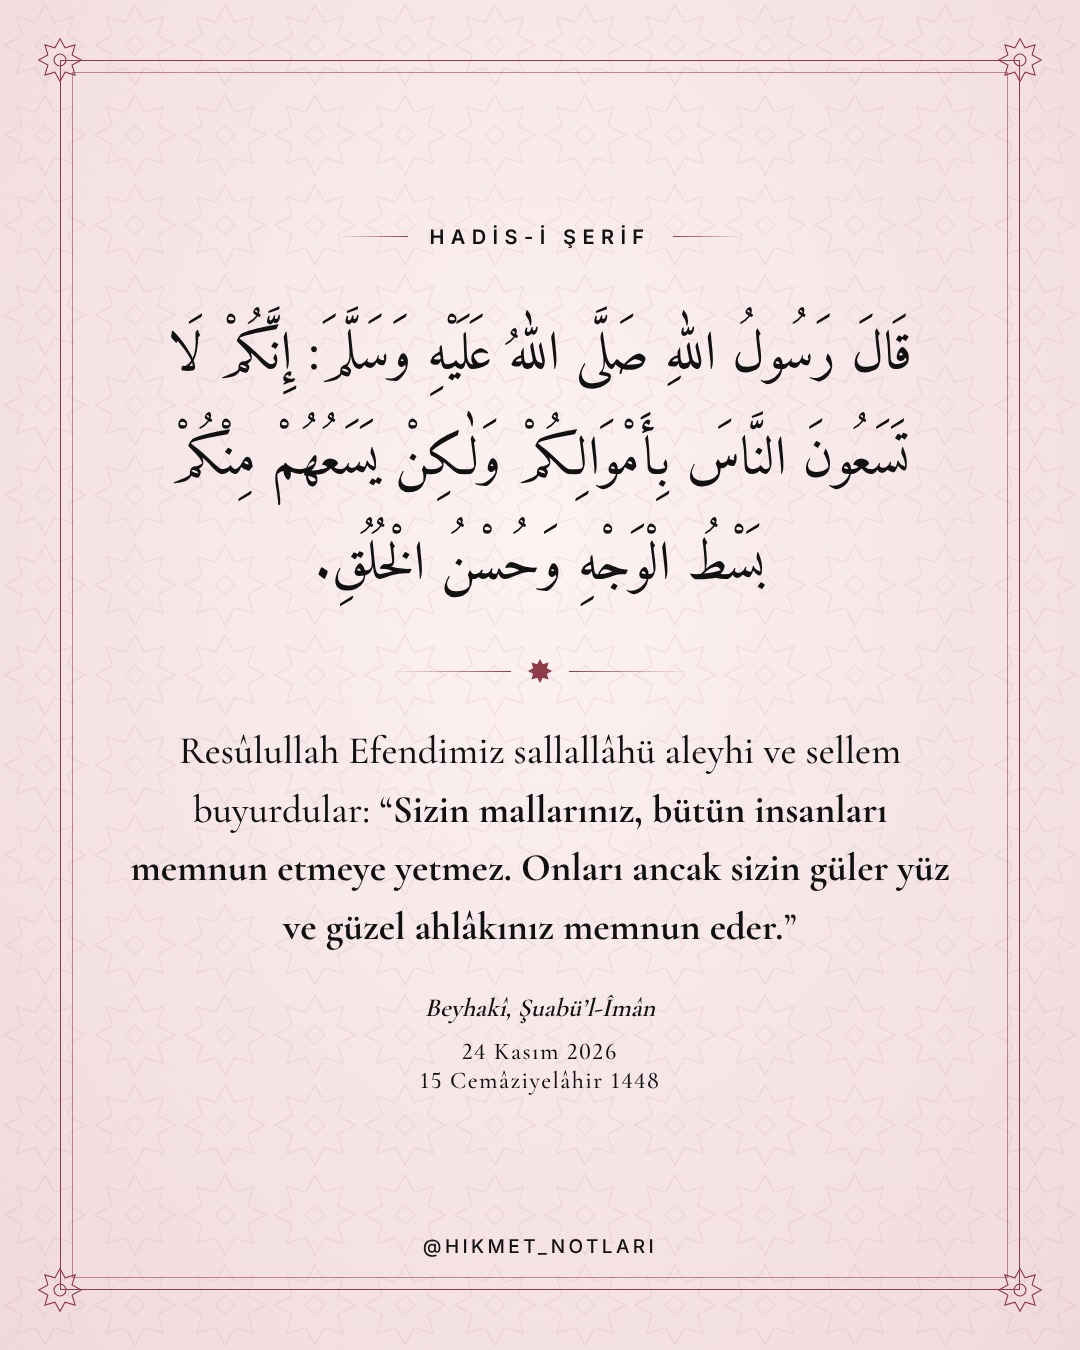 HADİS-İ ŞERİF
قَالَ رَسُولُ اللّٰهِ صَلَّى اللّٰهُ عَلَيْهِ وَسَلَّمَ: إِنَّكُمْ لَا
تَسَعُونَ النَّاسَ بِأَمْوَالِكُمْ وَلٰكِنْ يَسَعُهُمْ مِنْكُمْ
بَسْطُ الْوَجْهِ وَحُسْنُ الْخُلُقِ.
Resûlullah Efendimiz sallallâhü aleyhi ve sellem
buyurdular: “Sizin mallarınız, bütün insanları
memnun etmeye yetmez. Onları ancak sizin güler yüz
ve güzel ahlâkınız memnun eder.”
Beyhakî, Şuabü’l-Îmân
24 Kasım 2026
15 Cemâziyelâhir 1448
@HIKMET_NOTLARI